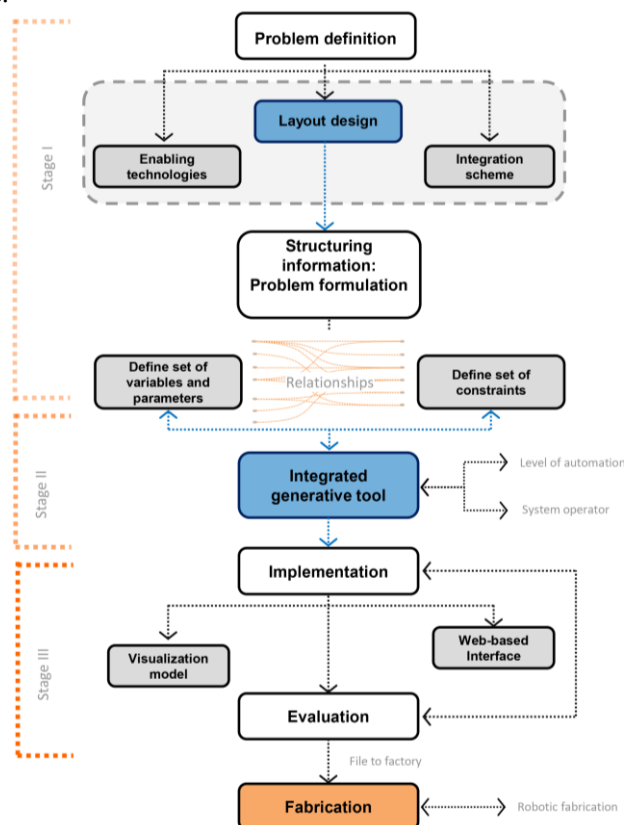 Problem definition
Stage I
Layout design
Enabling
technologies
Integration
scheme
Structuring
information:
Problem formulation
Define set of
variables and
parameters
Relationships
Define set of
constraints
Stage II
Integrated
generative tool
Level of automation
System operator
Stage III
Implementation
Visualization
model
Web-based
Interface
Evaluation
File to factory
Fabrication
Robotic fabrication